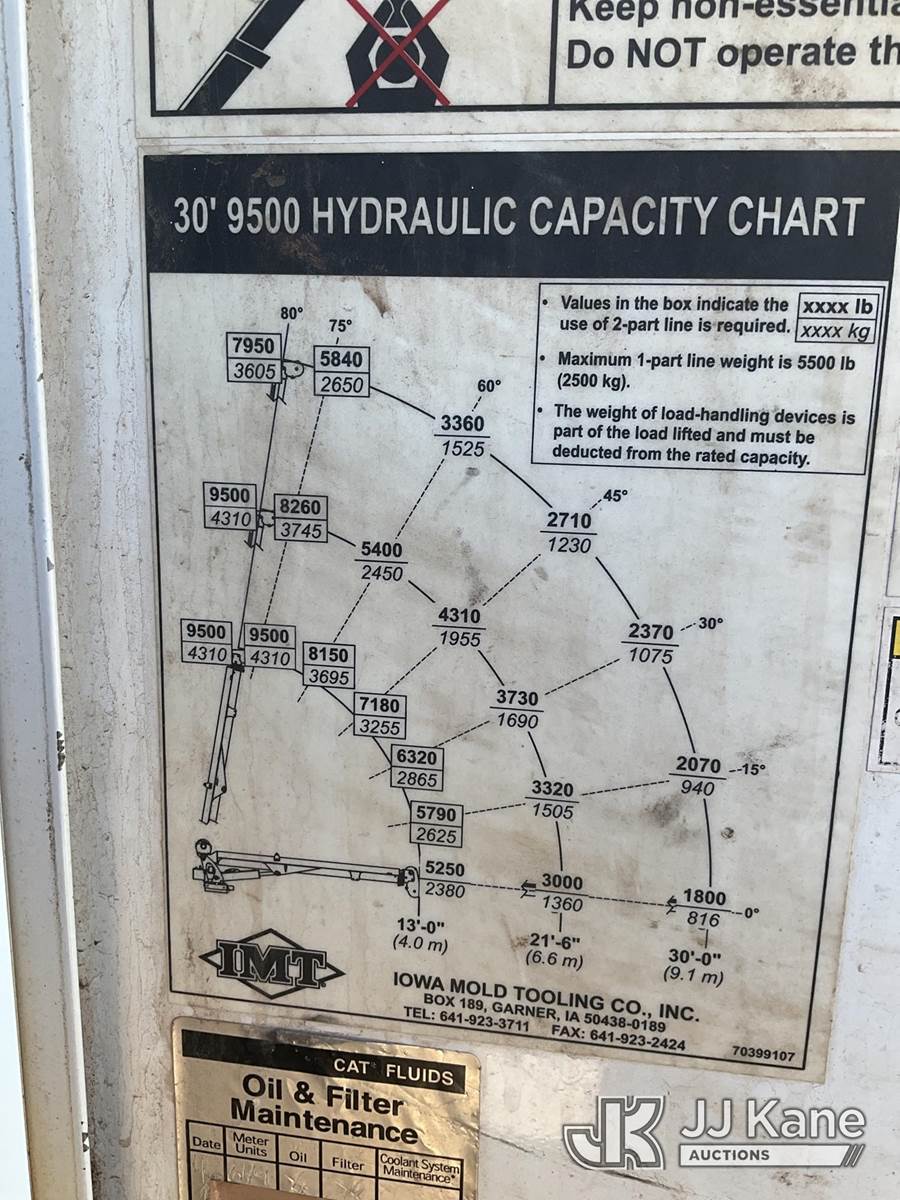 Keep non-essentia
Do NOT operate th
30' 9500 HYDRAULIC CAPACITY CHART
• Values in the box indicate the use of 2-part line is required.
xxxx lb
xxxx kg
• Maximum 1-part line weight is 5500 lb
(2500 kg).
• The weight of load-handling devices is
part of the load lifted and must be
deducted from the rated capacity.
80°
75°
7950
3605
5840
2650
60°
3360
1525
45°
9500
4310
8260
3745
2710
1230
5400
2450
30°
4310
1955
2370
1075
9500
4310
9500
4310
8150
3695
3730
1690
7180
3255
6320
2865
2070
940
15°
3320
1505
5790
2625
5250
2380
3000
1360
1800
816
0°
13'-0"
(4.0 m)
21'-6"
(6.6 m)
30'-0"
(9.1 m)
IMT
IOWA MOLD TOOLING CO., INC.
BOX 189, GARNER, IA 50438-0189
TEL: 641-923-3711 FAX: 641-923-2424
70399107
CAT FLUIDS
Oil & Filter
Maintenance
Date
Meter
Units
Oil
Filter
Coolant System
Maintenance*
JK JJ Kane
AUCTIONS